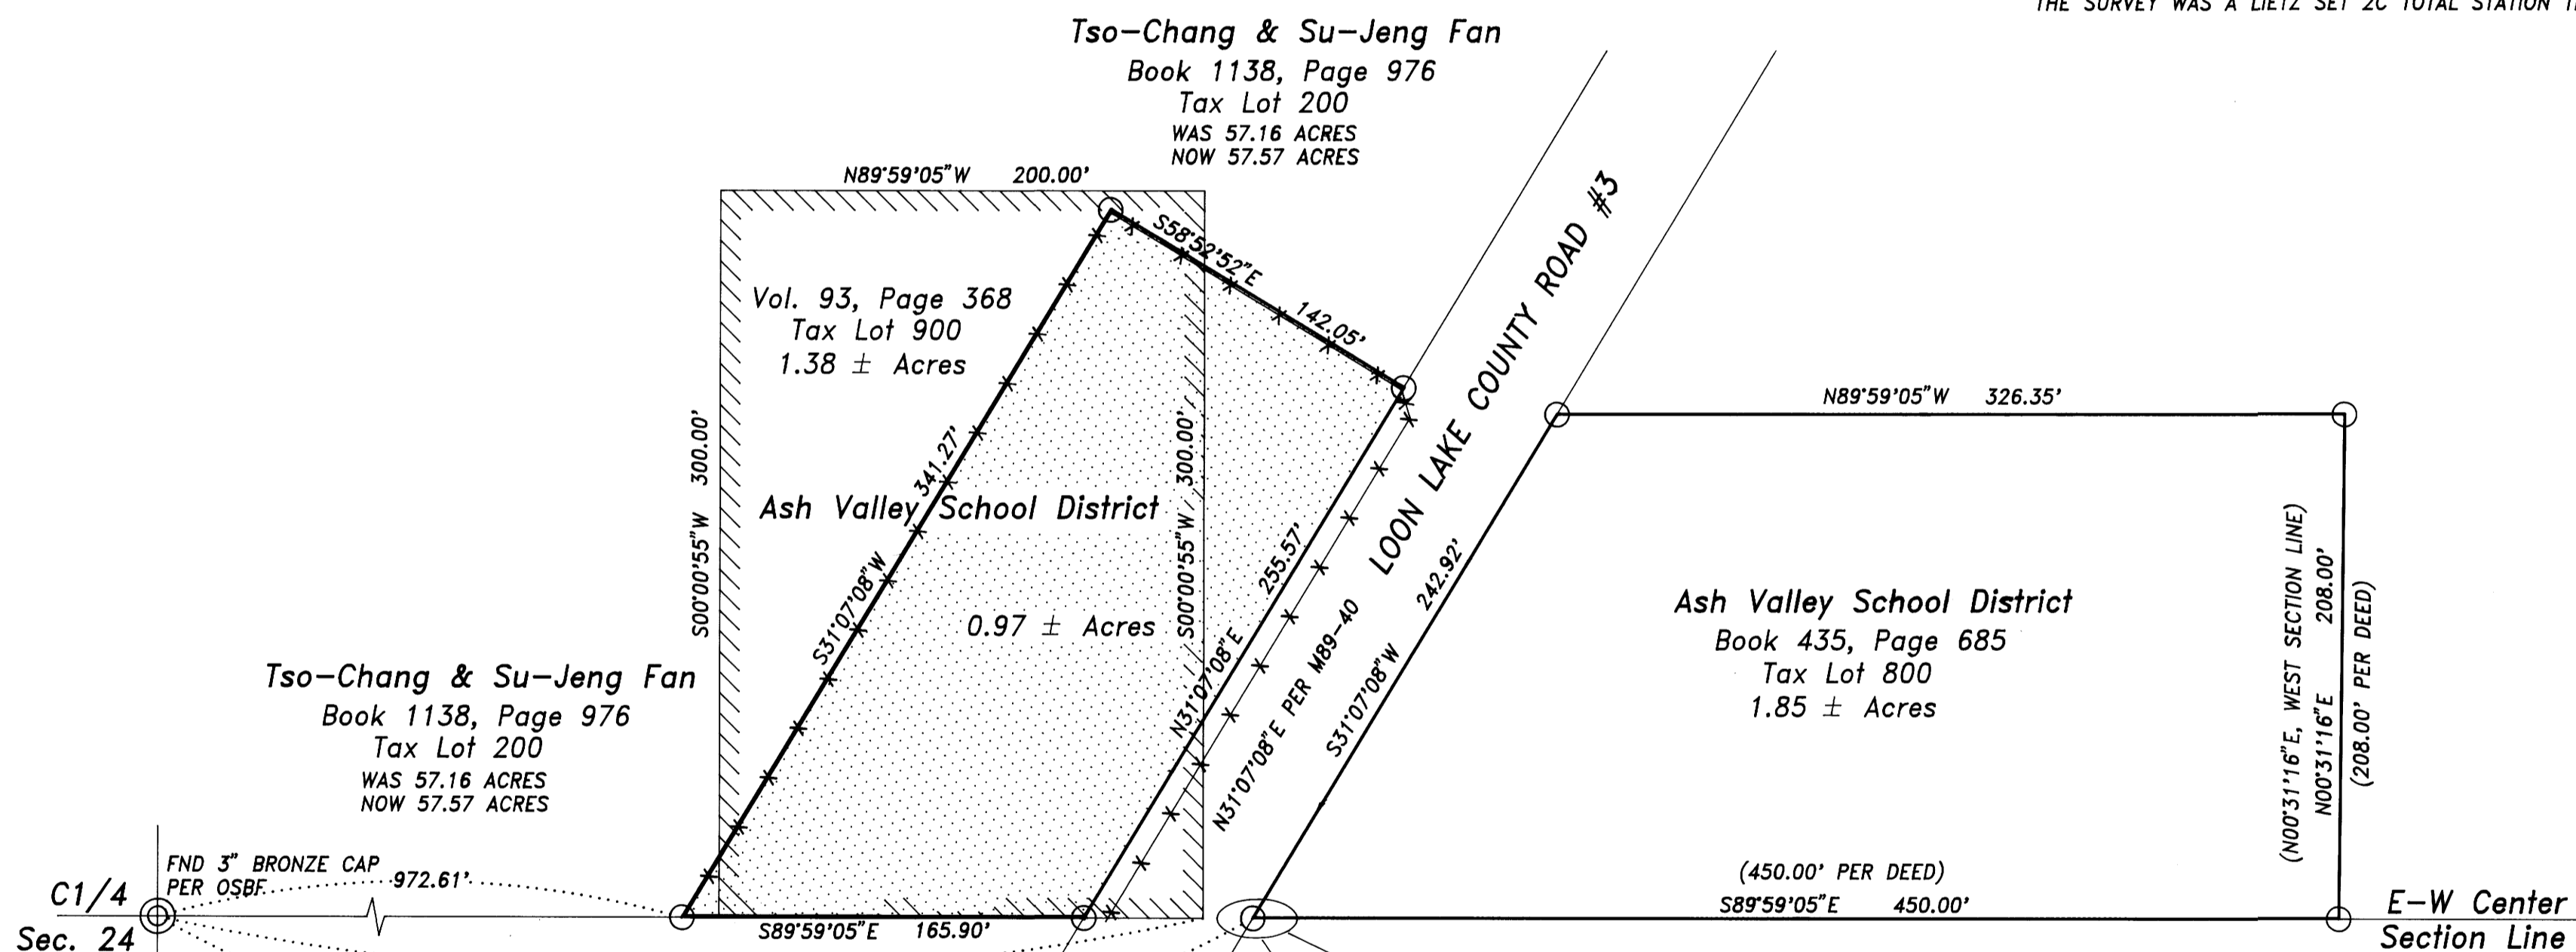 THE SURVEY WAS A LIETZ SET 2C TOTAL STATION
Tso-Chang & Su-Jeng Fan
Book 1138, Page 976
Tax Lot 200
WAS 57.16 ACRES
NOW 57.57 ACRES
N89°59'05"W 200.00'
S58°52'52"E 142.05'
LOON LAKE COUNTY ROAD #3
Vol. 93, Page 368
Tax Lot 900
1.38 ± Acres
S00°00'55"W 300.00'
S31°07'08"W 341.27'
Ash Valley School District
0.97 ± Acres
S00°00'55"W 300.00'
N31°07'08"E 255.57'
N31°07'08"E PER M89-40
S31°07'08"W 242.92'
N89°59'05"W 326.35'
Ash Valley School District
Book 435, Page 685
Tax Lot 800
1.85 ± Acres
(N00°31'16"E, WEST SECTION LINE)
N00°31'16"E 208.00'
(208.00' PER DEED)
Tso-Chang & Su-Jeng Fan
Book 1138, Page 976
Tax Lot 200
WAS 57.16 ACRES
NOW 57.57 ACRES
FND 3" BRONZE CAP
PER OSBF
972.61'
C1/4
Sec. 24
S89°59'05"E 165.90'
(450.00' PER DEED)
S89°59'05"E 450.00'
E-W Center
Section Line